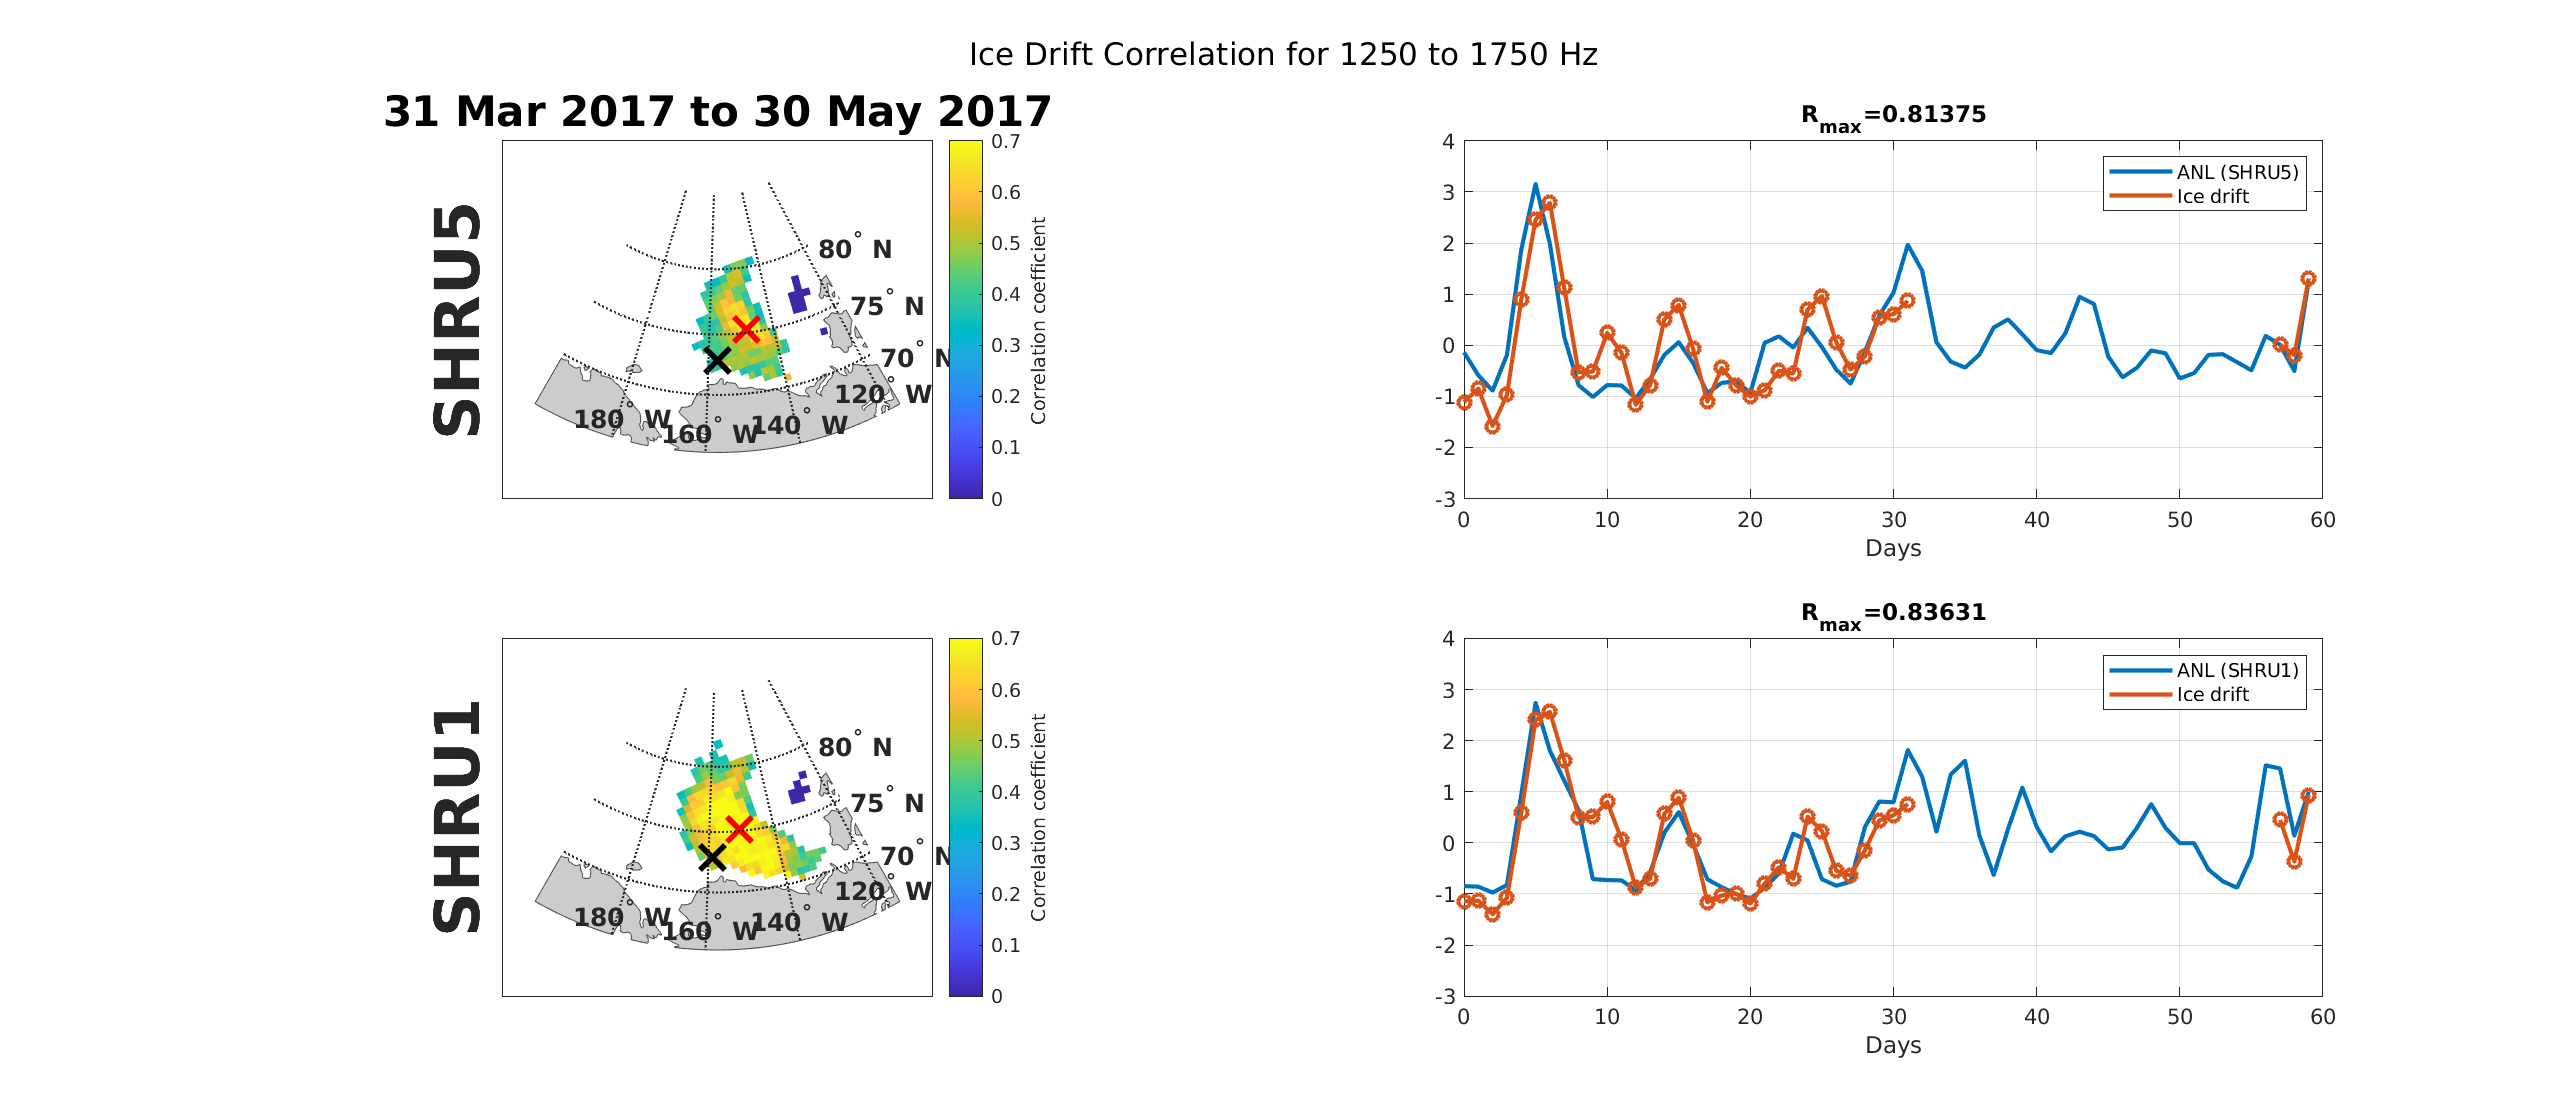 Ice Drift Correlation for 1250 to 1750 Hz
31 Mar 2017 to 30 May 2017
SHRU5
80° N
75° N
70° N
120° W
140° W
160° W
180° W
0.7
0.6
0.5
0.4
0.3
0.2
0.1
0
Correlation coefficient
Rmax=0.81375
4
3
2
1
0
-1
-2
-3
0 10 20 30 40 50 60
Days
ANL (SHRU5)
Ice drift
SHRU1
80° N
75° N
70° N
120° W
140° W
160° W
180° W
0.7
0.6
0.5
0.4
0.3
0.2
0.1
0
Correlation coefficient
Rmax=0.83631
4
3
2
1
0
-1
-2
-3
0 10 20 30 40 50 60
Days
ANL (SHRU1)
Ice drift